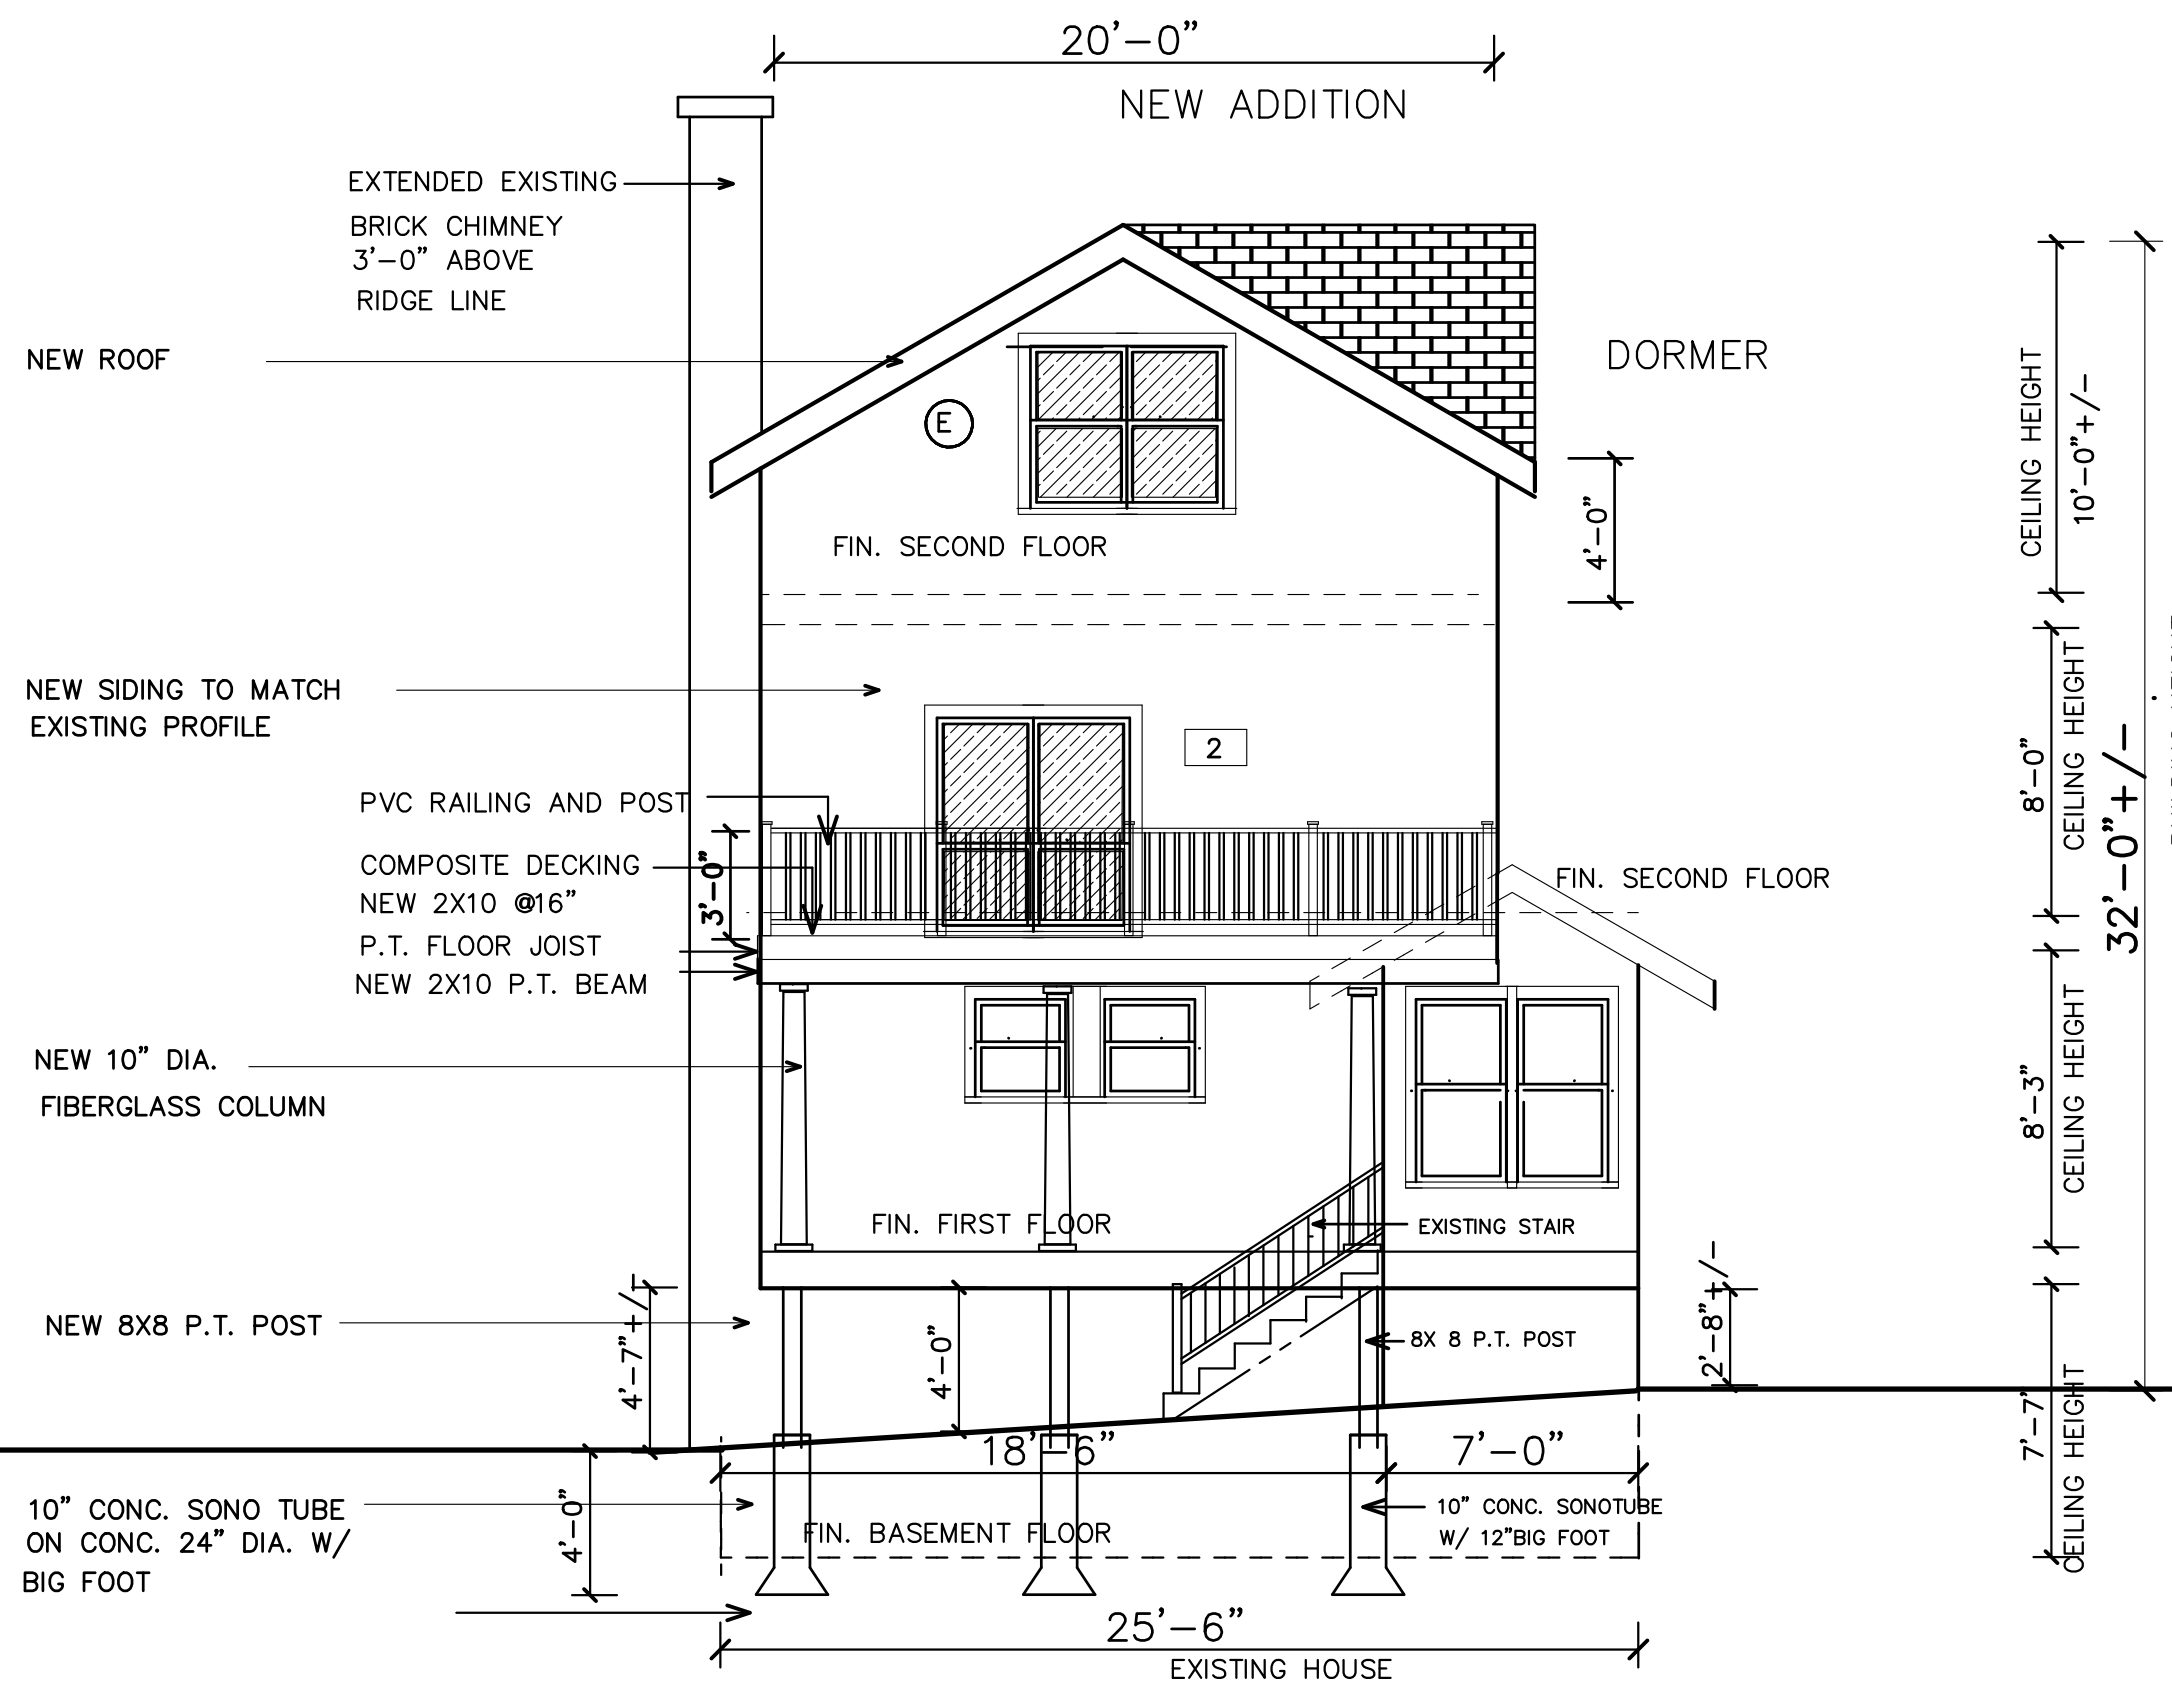 20'-0"
NEW ADDITION
EXTENDED EXISTING
BRICK CHIMNEY
3'-0" ABOVE
RIDGE LINE
NEW ROOF
DORMER
CEILING HEIGHT
10'-0"+/-
E
4'-0"
FIN. SECOND FLOOR
NEW SIDING TO MATCH
EXISTING PROFILE
2
8'-0"
CEILING HEIGHT
32'-0"+/-
PVC RAILING AND POST
COMPOSITE DECKING
3'-0"
NEW 2X10 @16"
P.T. FLOOR JOIST
NEW 2X10 P.T. BEAM
FIN. SECOND FLOOR
NEW 10" DIA.
FIBERGLASS COLUMN
8'-3"
CEILING HEIGHT
FIN. FIRST FLOOR
EXISTING STAIR
NEW 8X8 P.T. POST
4'-7"+/-
4'-0"
8X 8 P.T. POST
2'-8"+/-
7'-7"
CEILING HEIGHT
18'-6"
7'-0"
10" CONC. SONO TUBE
ON CONC. 24" DIA. W/
BIG FOOT
4'-0"
FIN. BASEMENT FLOOR
10" CONC. SONOTUBE
W/ 12"BIG FOOT
25'-6"
EXISTING HOUSE